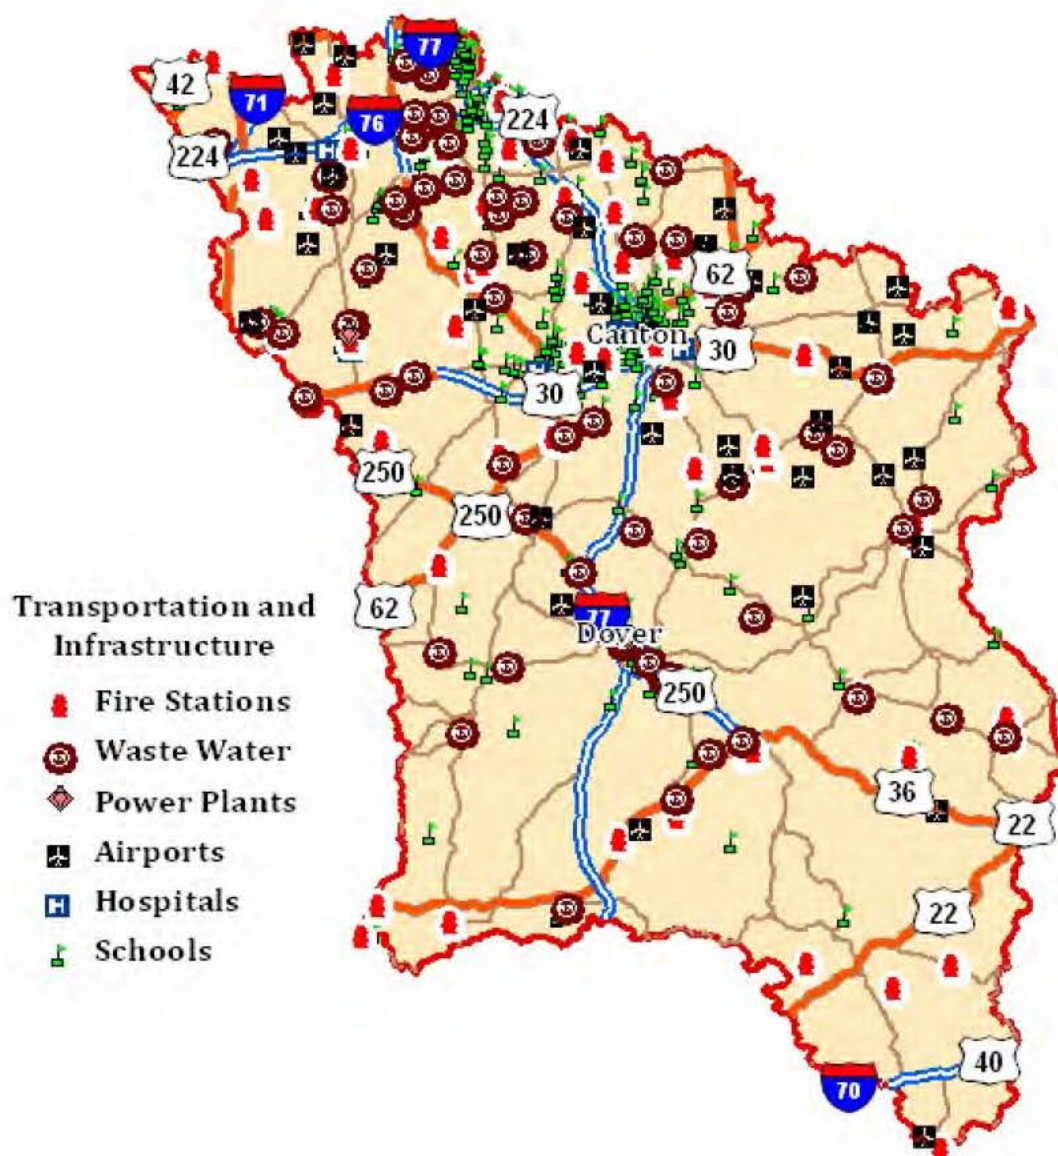 77
42
71
76
224
224
62
Canton
30
30
250
250
62
77
Dover
250
36
22
22
40
70
Transportation and
Infrastructure
Fire Stations
Waste Water
Power Plants
Airports
H Hospitals
Schools